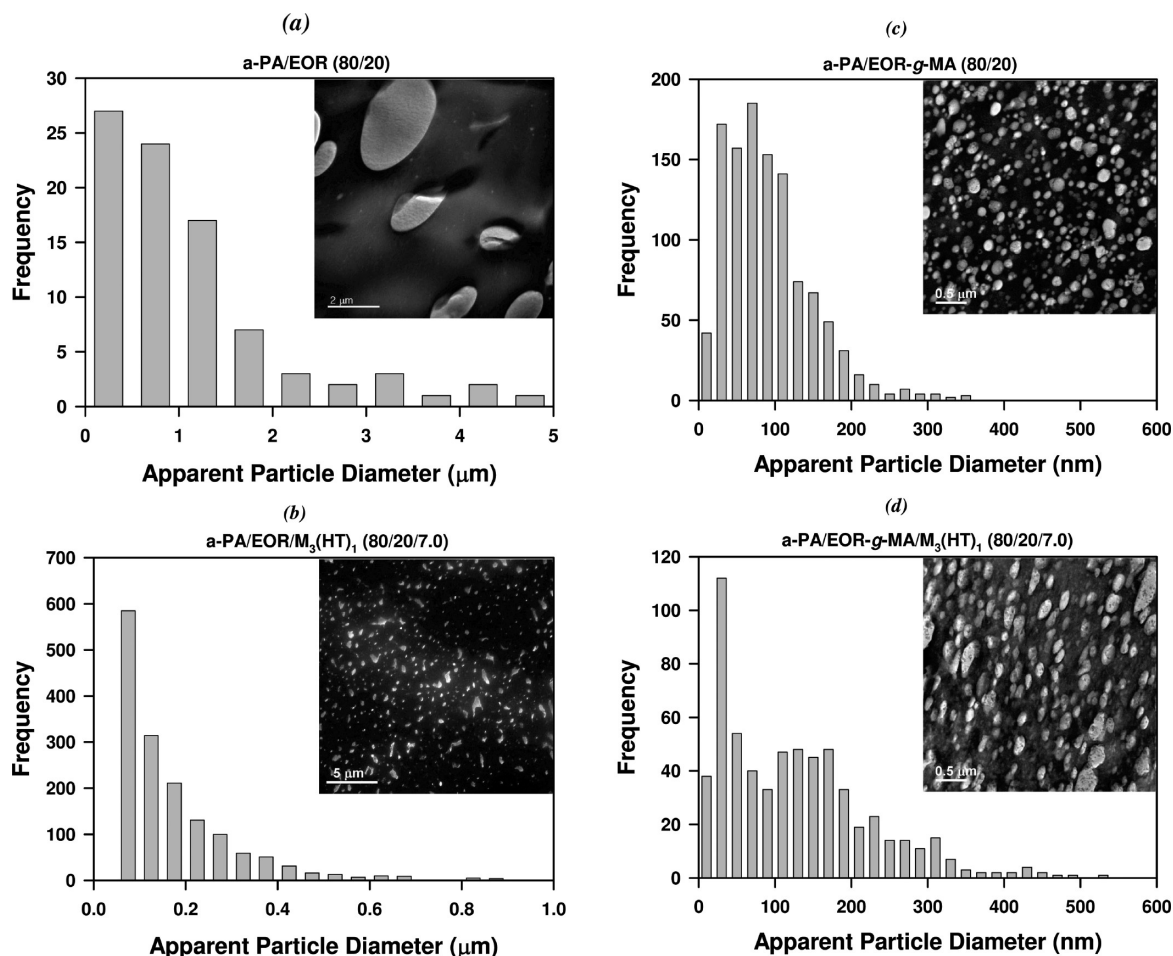 (a)
a-PA/EOR (80/20)
30
25
20
15
10
5
0
Frequency
2 μm
0 1 2 3 4 5
Apparent Particle Diameter (μm)
(b)
a-PA/EOR/M₃(HT)₁ (80/20/7.0)
700
600
500
400
300
200
100
0
Frequency
5 μm
0.0 0.2 0.4 0.6 0.8 1.0
Apparent Particle Diameter (μm)
(c)
a-PA/EOR-g-MA (80/20)
200
150
100
50
0
Frequency
0.5 μm
0 100 200 300 400 500 600
Apparent Particle Diameter (nm)
(d)
a-PA/EOR-g-MA/M₃(HT)₁ (80/20/7.0)
120
100
80
60
40
20
0
Frequency
0.5 μm
0 100 200 300 400 500 600
Apparent Particle Diameter (nm)